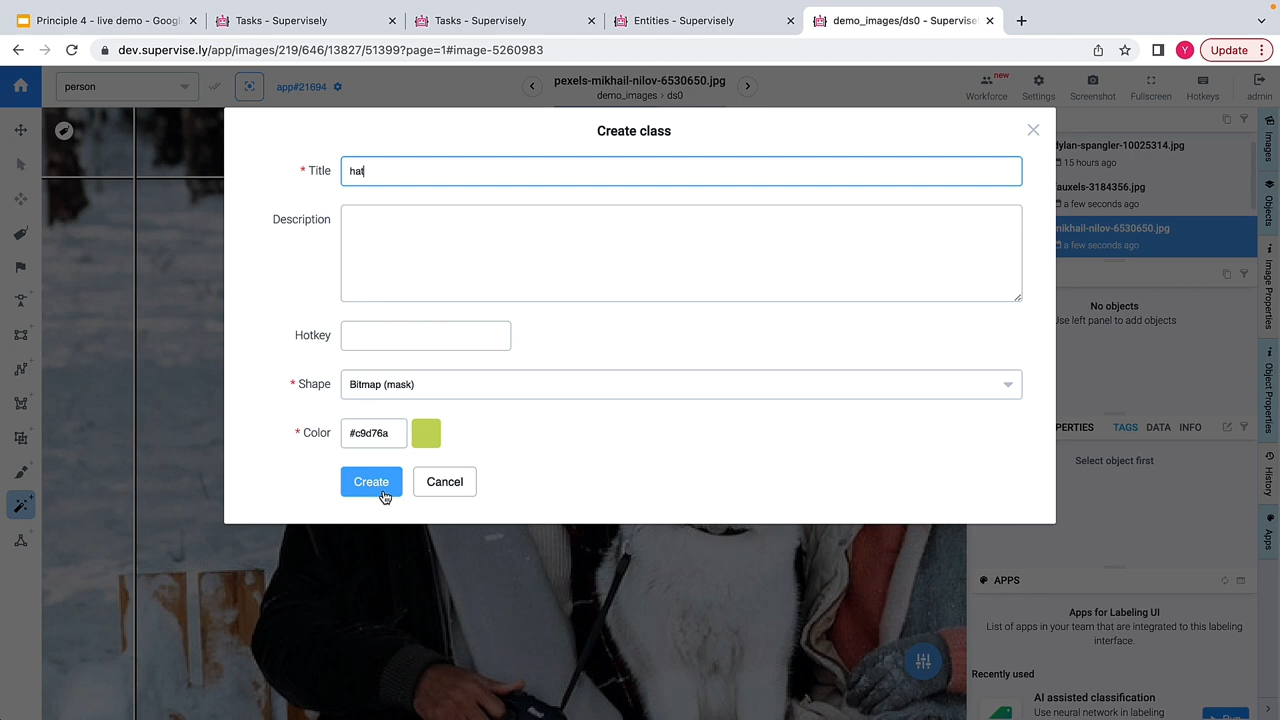 Principle 4 - live demo - Googl
Tasks - Supervisely
Tasks - Supervisely
Entities - Supervisely
demo_images/ds0 - Supervise
dev.supervise.ly/app/images/219/646/13827/51399?page=1#image-5260983
Y
Update
person
app#21694
pexels-mikhail-nilov-6530650.jpg
demo_images > ds0
new
Workforce
Settings
Screenshot
Fullscreen
Hotkeys
admin
Create class
* Title
hat
Description
Hotkey
* Shape
Bitmap (mask)
* Color
#c9d76a
Create
Cancel
dylan-spangler-10025314.jpg
15 hours ago
auxels-3184356.jpg
a few seconds ago
mikhail-nilov-6530650.jpg
a few seconds ago
No objects
Use left panel to add objects
PERTIES
TAGS
DATA
INFO
Select object first
APPS
Apps for Labeling UI
List of apps in your team that are integrated to this labeling
interface.
Recently used
AI assisted classification
Use neural network in labeling
Run
Images
Objects
Image Properties
Object Properties
History
Apps